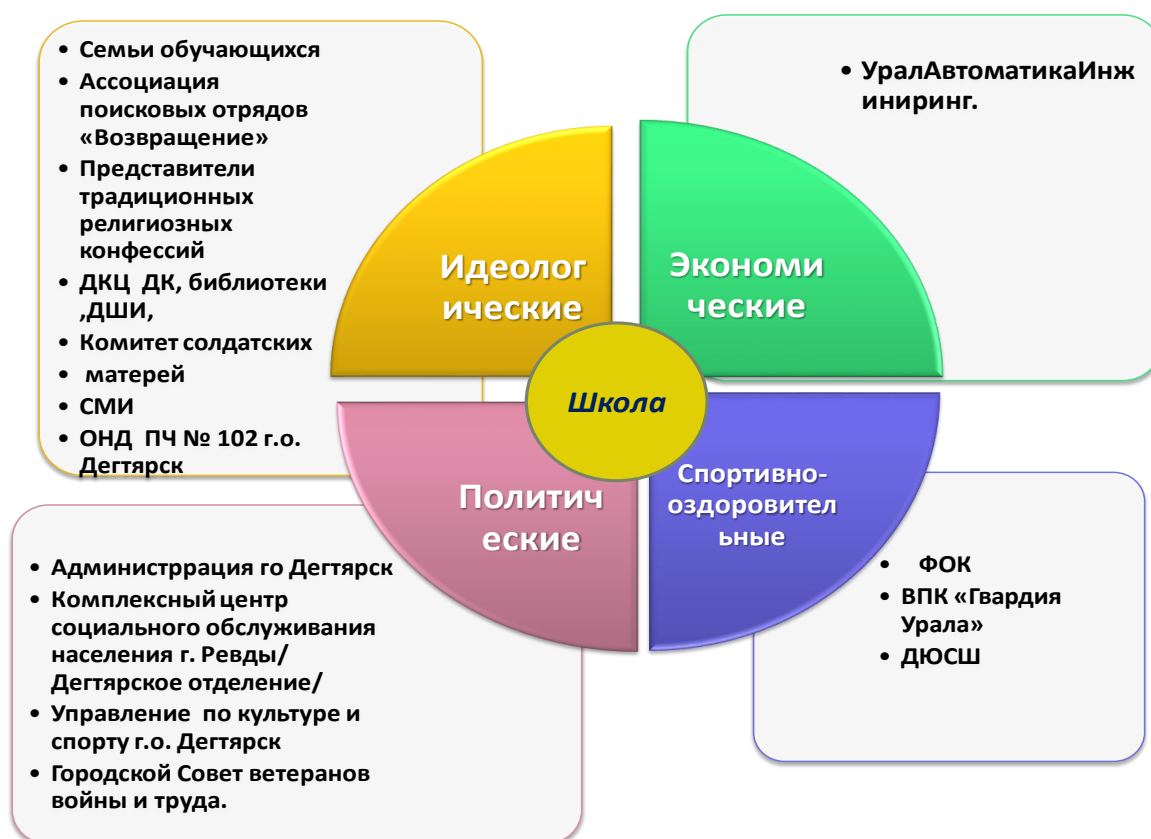 • Семьи обучающихся
• Ассоциация
поисковых отрядов
«Возвращение»
• Представители
традиционных
религиозных
конфессий
• ДКЦ ДК, библиотеки
,ДШИ,
• Комитет солдатских
• матерей
• СМИ
• ОНД ПЧ № 102 г.о.
Дегтярск
• УралАвтоматикаИнж
иниринг.
Идеолог
ические
Экономи
ческие
Школа
Политич
еские
Спортивно-
оздоровител
ьные
• Администррация го Дегтярск
• Комплексный центр
социального обслуживания
населения г. Ревды/
Дегтярское отделение/
• Управление по культуре и
спорту г.о. Дегтярск
• Городской Совет ветеранов
войны и труда.
• ФОК
• ВПК «Гвардия
Урала»
• ДЮСШ